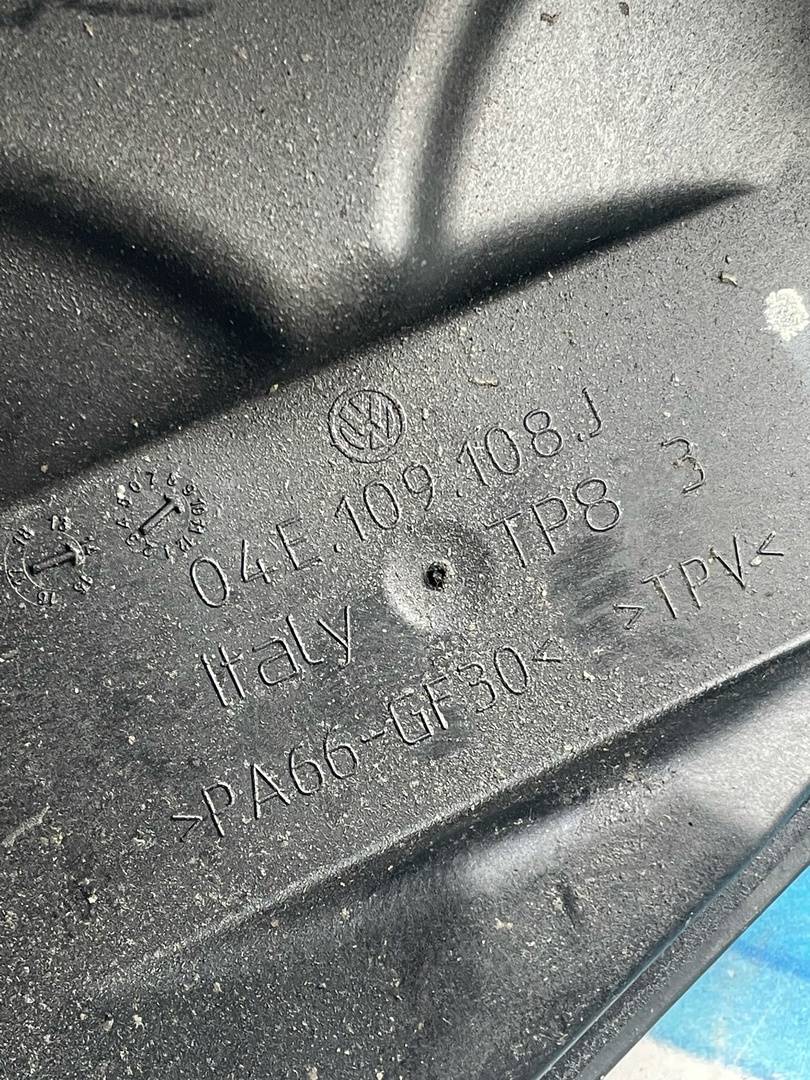 04E.109 108.J
Italy
TP8 3
>PA66-GF30<
>TPV<